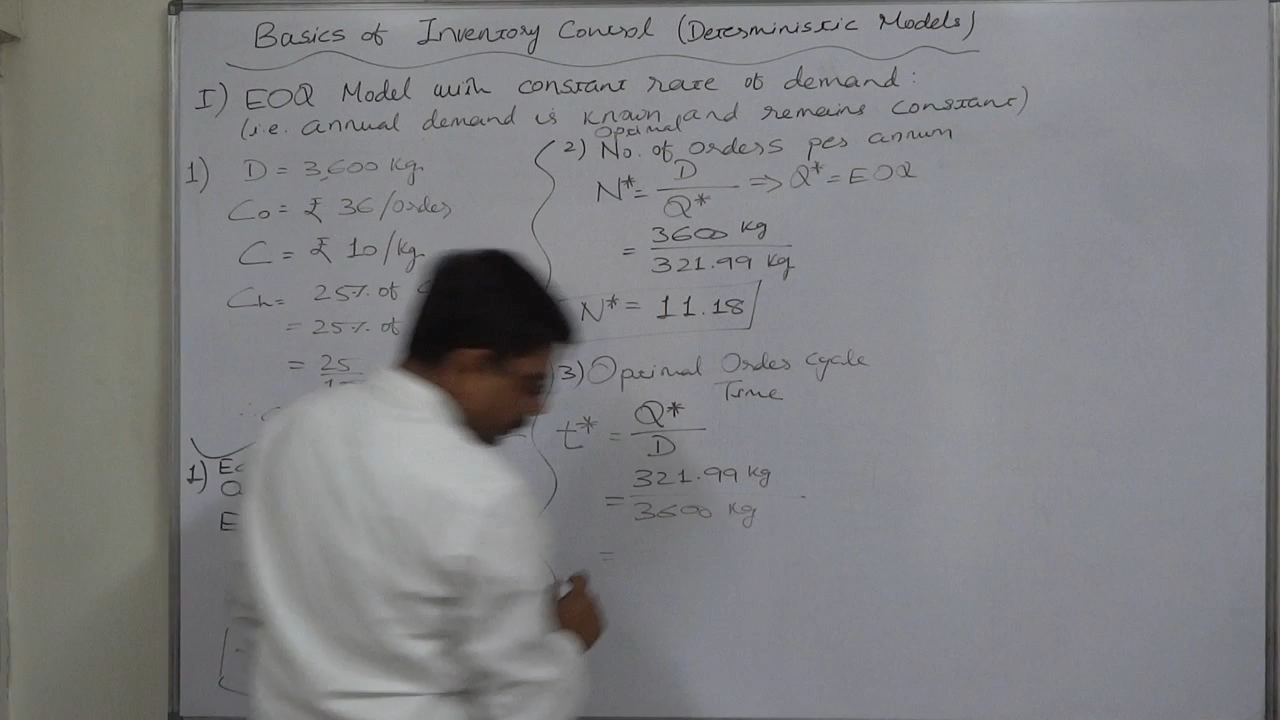 Basics of Inventory Control (Deterministic Models)
I) EOQ Model with constant rate of demand :
(i.e. annual demand is known and remains constant)
1) D = 3,600 kg.
Co = ₹ 36/order
C = ₹ 10/kg
Ch = 25% of
= 25% of
= 25
1)
E
2) Optimal
No. of orders per annum
N* = D / Q* => Q* = EOQ
= 3600 kg / 321.99 kg
N* = 11.18
3) Optimal Order Cycle
Time
t* = Q* / D
= 321.99 kg / 3600 kg
=